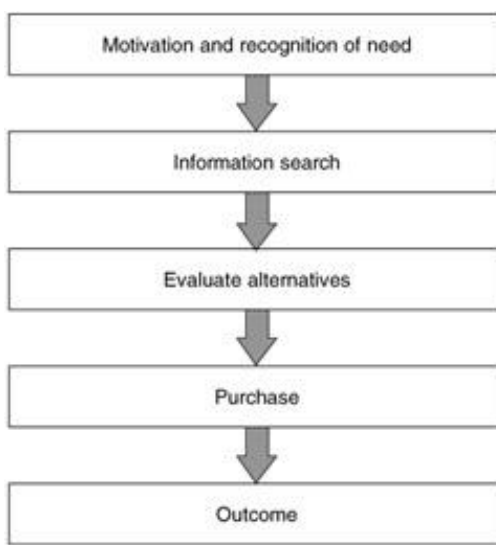 Motivation and recognition of need
Information search
Evaluate alternatives
Purchase
Outcome